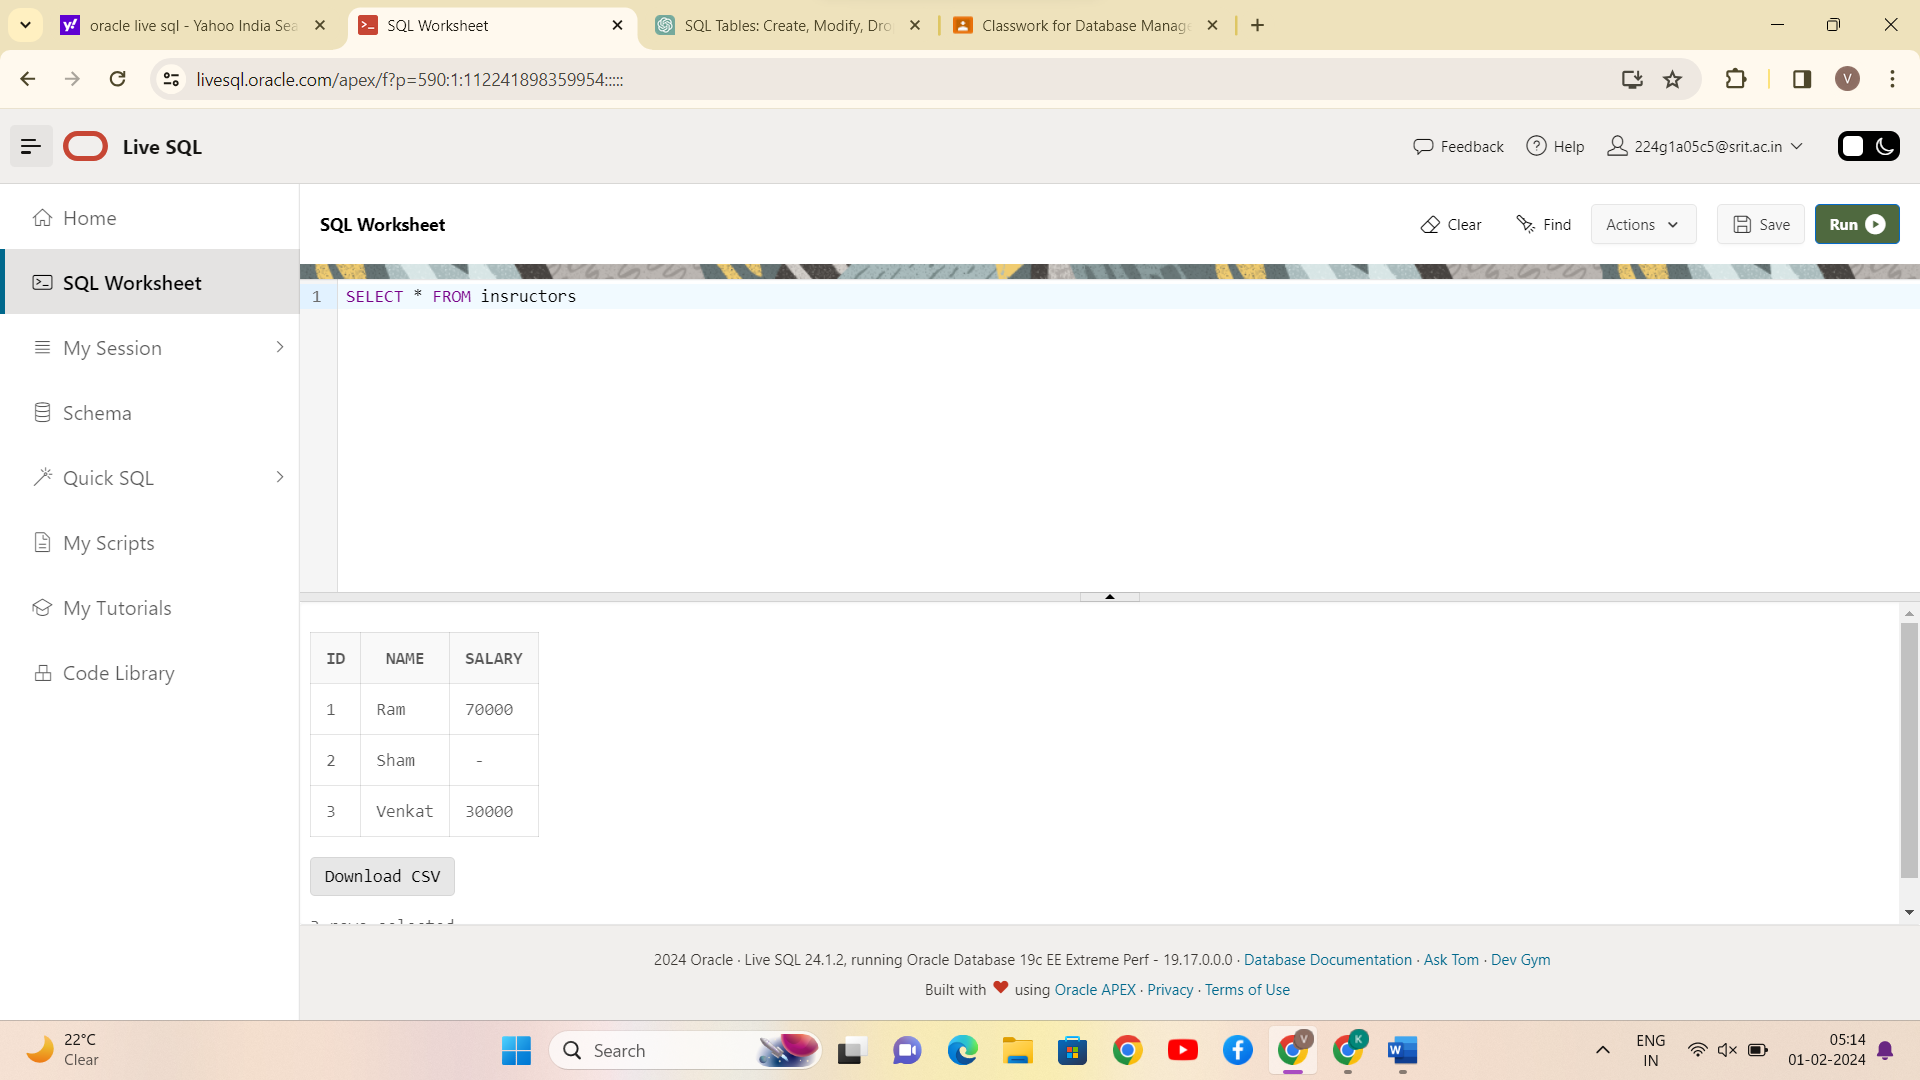 oracle live sql - Yahoo India Sea
SQL Worksheet
SQL Tables: Create, Modify, Dro
Classwork for Database Manage
livesql.oracle.com/apex/f?p=590:1:112241898359954:::::
V
Live SQL
Feedback
Help
224g1a05c5@srit.ac.in
Home
SQL Worksheet
My Session
Schema
Quick SQL
My Scripts
My Tutorials
Code Library
SQL Worksheet
Clear
Find
Actions
Save
Run
1 SELECT * FROM insructors
ID NAME SALARY
1 Ram 70000
2 Sham -
3 Venkat 30000
Download CSV
3 rows selected
2024 Oracle · Live SQL 24.1.2, running Oracle Database 19c EE Extreme Perf - 19.17.0.0.0 · Database Documentation · Ask Tom · Dev Gym
Built with ❤ using Oracle APEX · Privacy · Terms of Use
22°C
Clear
Search
V
K
ENG
IN
05:14
01-02-2024